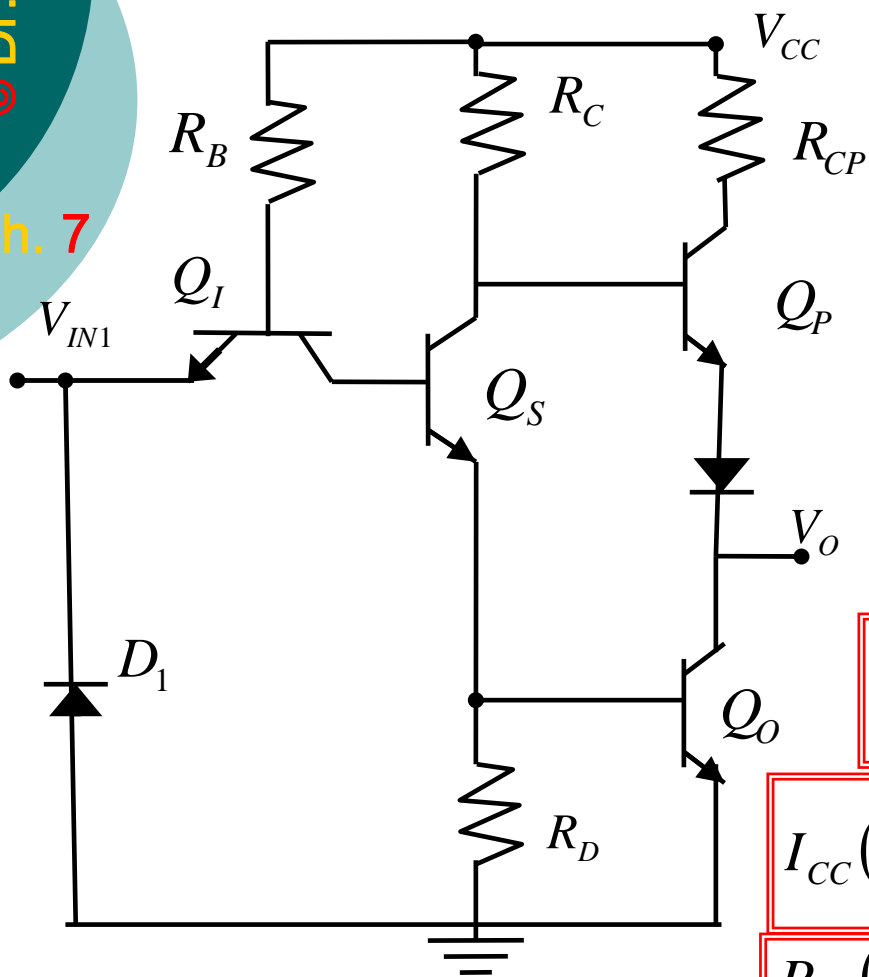 h. 7
V_CC
R_C
R_B
R_CP
Q_I
Q_P
V_IN1
Q_S
V_O
D_1
Q_O
R_D
I_CC (